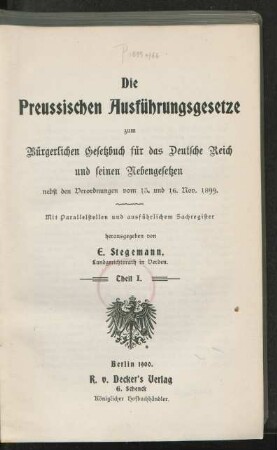 Die
Preussischen Ausführungsgesetze
zum
Bürgerlichen Gesetzbuch für das Deutsche Reich
und seinen Nebengesetzen
nebst den Verordnungen vom 15. und 16. Nov. 1899.
Mit Parallelstellen und ausführlichem Sachregister
herausgegeben von
E. Stegemann,
Landgerichtsrath in Verden.
Theil I.
Berlin 1900.
R. v. Decker's Verlag
G. Schenck
Königlicher Hofbuchhändler.